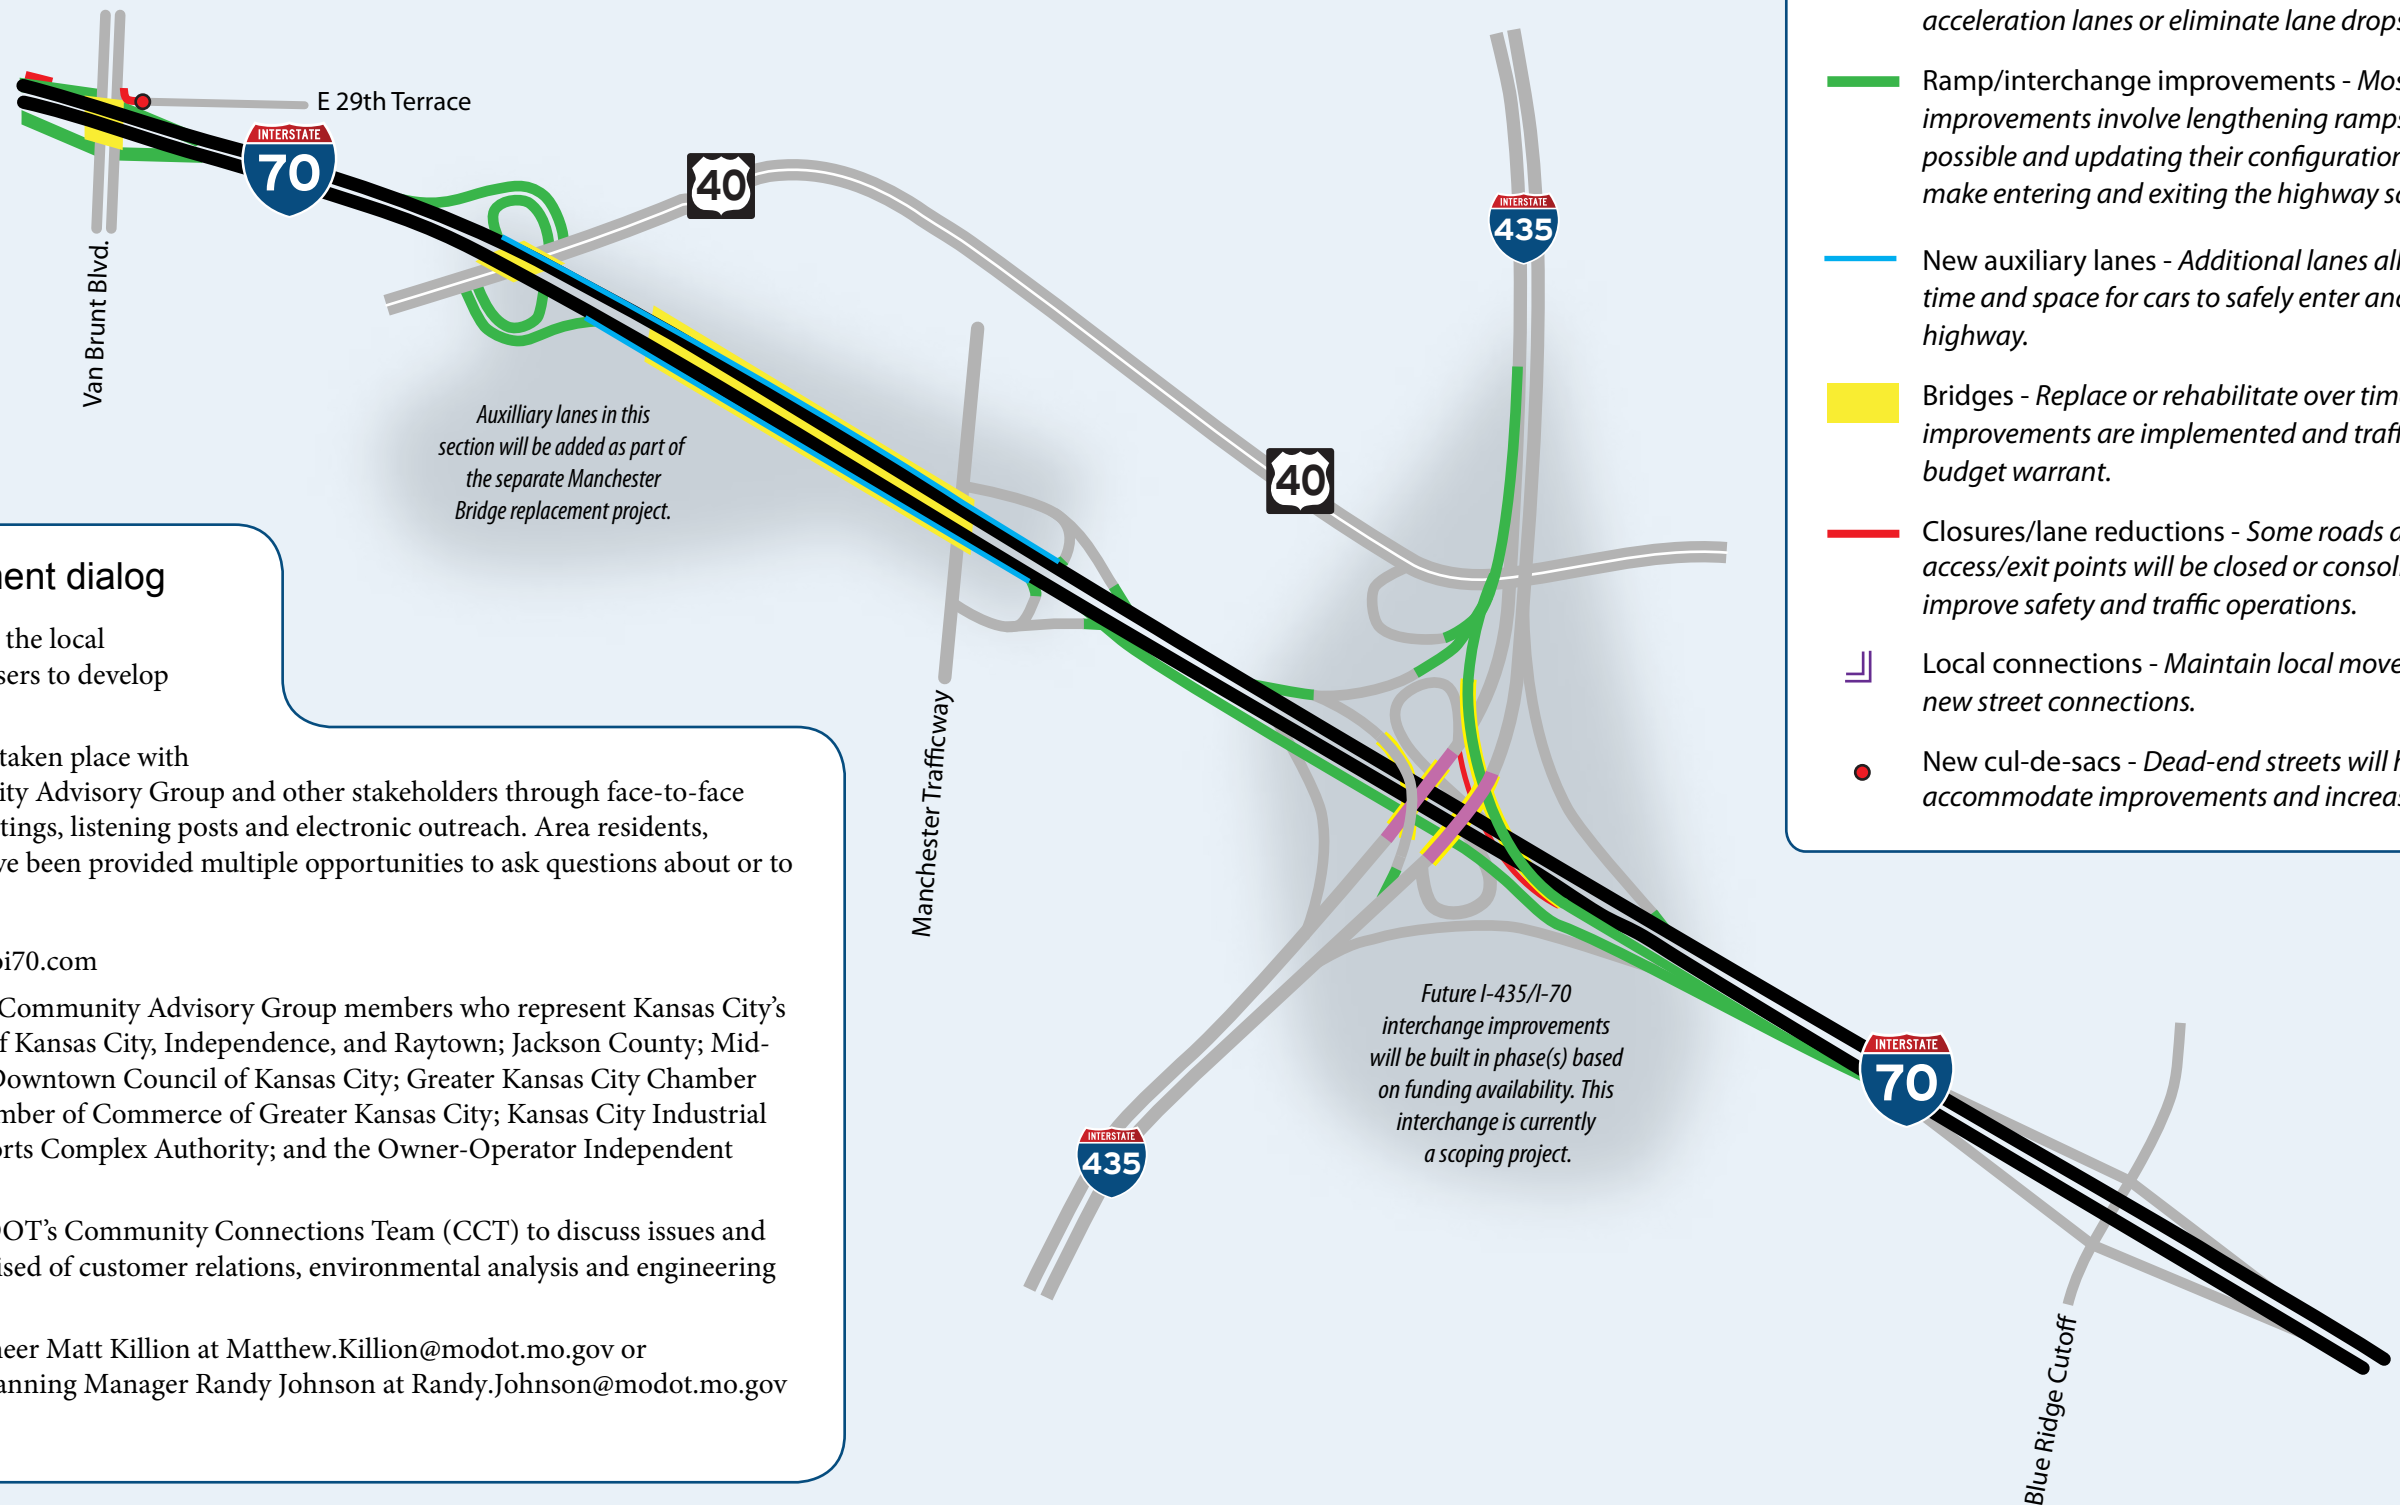 E 29th Terrace
INTERSTATE
70
40
INTERSTATE
435
Van Brunt Blvd.
Auxilliary lanes in this
section will be added as part of
the separate Manchester
Bridge replacement project.
40
Manchester Trafficway
Future I-435/I-70
interchange improvements
will be built in phase(s) based
on funding availability. This
interchange is currently
a scoping project.
INTERSTATE
435
INTERSTATE
70
Blue Ridge Cutoff
acceleration lanes or eliminate lane drops
Ramp/interchange improvements - Mos
improvements involve lengthening ramps
possible and updating their configuration
make entering and exiting the highway sa
New auxiliary lanes - Additional lanes all
time and space for cars to safely enter and
highway.
Bridges - Replace or rehabilitate over tim
improvements are implemented and traff
budget warrant.
Closures/lane reductions - Some roads a
access/exit points will be closed or consol
improve safety and traffic operations.
Local connections - Maintain local move
new street connections.
New cul-de-sacs - Dead-end streets will h
accommodate improvements and increas
ent dialog
the local
sers to develop
taken place with
ity Advisory Group and other stakeholders through face-to-face
tings, listening posts and electronic outreach. Area residents,
ve been provided multiple opportunities to ask questions about or to
oi70.com
Community Advisory Group members who represent Kansas City’s
f Kansas City, Independence, and Raytown; Jackson County; Mid-
Downtown Council of Kansas City; Greater Kansas City Chamber
mber of Commerce of Greater Kansas City; Kansas City Industrial
orts Complex Authority; and the Owner-Operator Independent
OOT’s Community Connections Team (CCT) to discuss issues and
ised of customer relations, environmental analysis and engineering
neer Matt Killion at Matthew.Killion@modot.mo.gov or
anning Manager Randy Johnson at Randy.Johnson@modot.mo.gov